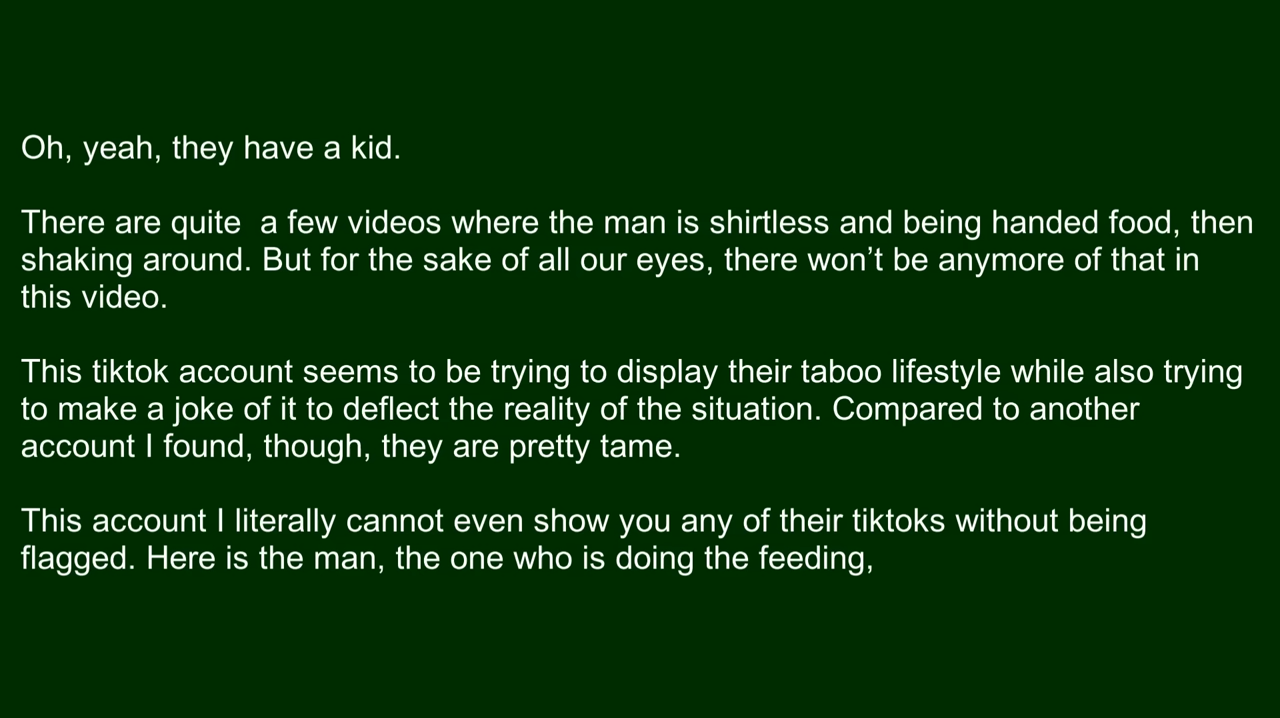 Oh, yeah, they have a kid.
There are quite  a few videos where the man is shirtless and being handed food, then
shaking around. But for the sake of all our eyes, there won’t be anymore of that in
this video.
This tiktok account seems to be trying to display their taboo lifestyle while also trying
to make a joke of it to deflect the reality of the situation. Compared to another
account I found, though, they are pretty tame.
This account I literally cannot even show you any of their tiktoks without being
flagged. Here is the man, the one who is doing the feeding,